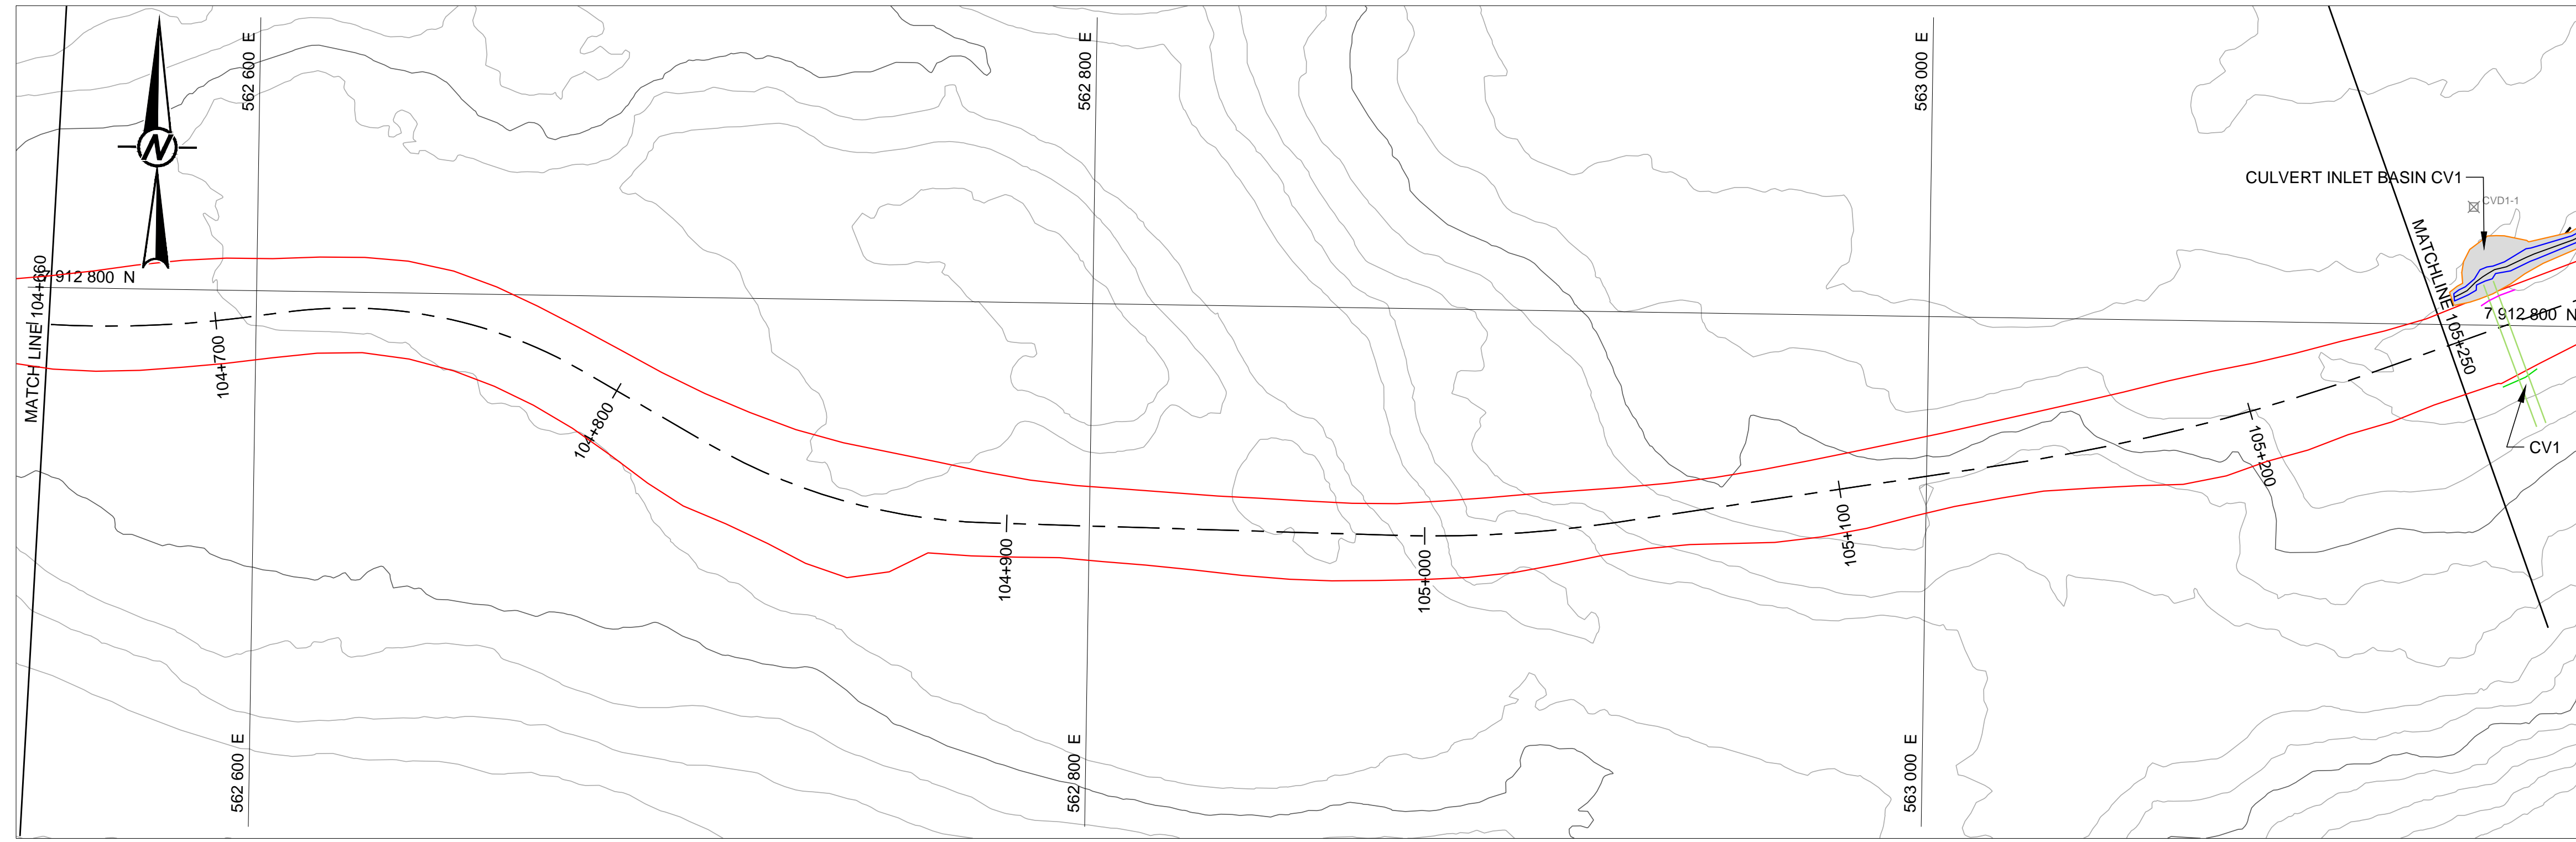 562 600  E
562 800  E
563 000  E
N
CULVERT INLET BASIN CV1
CVD1-1
MATCH LINE 104+660
7 912 800  N
MATCHLINE 105+250
7 912 800  N
104+700
104+800
104+900
105+000
105+100
105+200
CV1
562 600  E
562 800  E
563 000  E